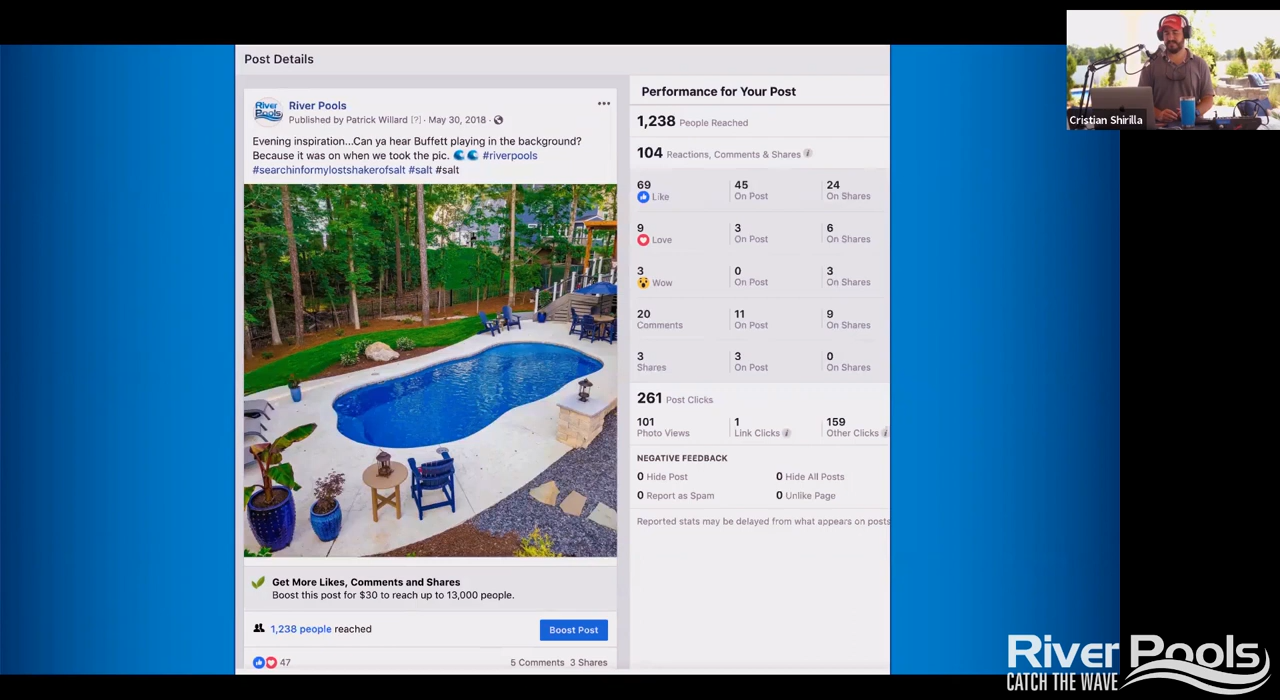 Post Details
River Pools
River Pools
Published by Patrick Willard [?] · May 30, 2018 ·
Evening inspiration...Can ya hear Buffett playing in the background?
Because it was on when we took the pic. 🌊🌊 #riverpools
#searchinformylostshakerofsalt #salt #salt
Get More Likes, Comments and Shares
Boost this post for $30 to reach up to 13,000 people.
1,238 people reached
Boost Post
47
5 Comments 3 Shares
Performance for Your Post
1,238 People Reached
104 Reactions, Comments & Shares
69 45 24
Like On Post On Shares
9 3 6
Love On Post On Shares
3 0 3
Wow On Post On Shares
20 11 9
Comments On Post On Shares
3 3 0
Shares On Post On Shares
261 Post Clicks
101 1 159
Photo Views Link Clicks Other Clicks
NEGATIVE FEEDBACK
0 Hide Post 0 Hide All Posts
0 Report as Spam 0 Unlike Page
Reported stats may be delayed from what appears on posts
Cristian Shirilla
River Pools
CATCH THE WAVE